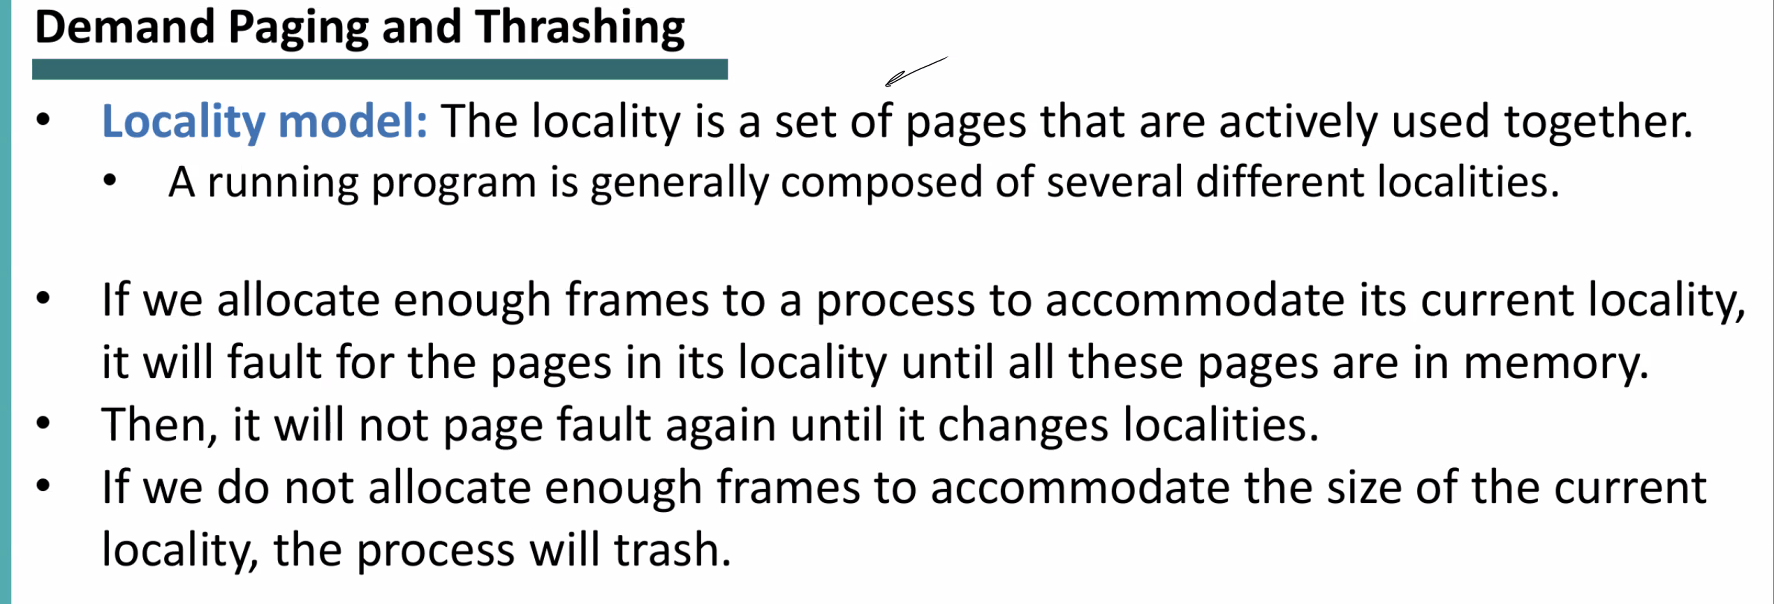 Demand Paging and Thrashing
• Locality model: The locality is a set of pages that are actively used together.
• A running program is generally composed of several different localities.
• If we allocate enough frames to a process to accommodate its current locality,
it will fault for the pages in its locality until all these pages are in memory.
• Then, it will not page fault again until it changes localities.
• If we do not allocate enough frames to accommodate the size of the current
locality, the process will trash.